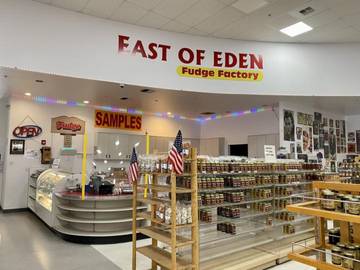 EAST OF EDEN
Fudge Factory
SAMPLES
OPEN
Fudge